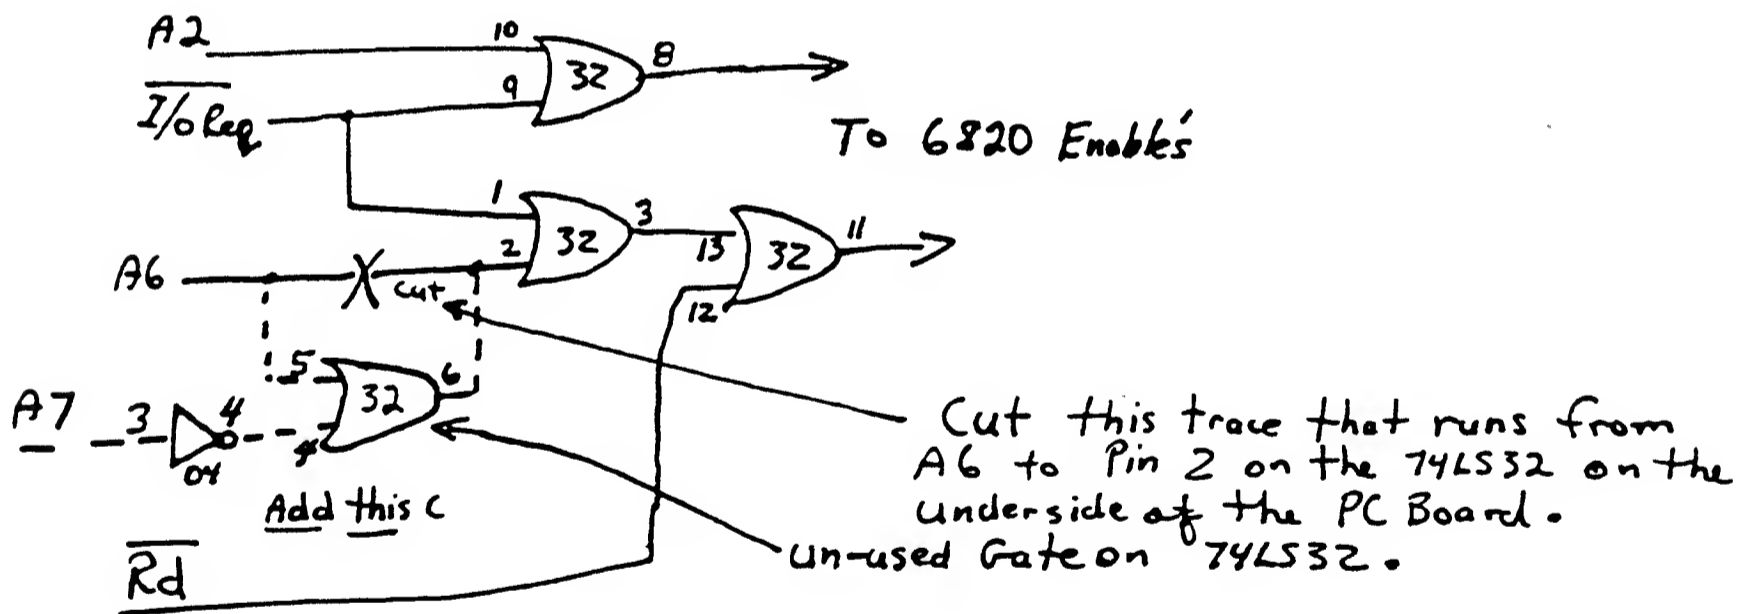 A2
10
8
32
I/O Req
9
To 6820 Enable's
1
3
11
32
2
13
32
A6
cut
12
5
6
32
A7
3
4
04
4
Add this C
Cut this trace that runs from
A6 to Pin 2 on the 74LS32 on the
underside of the PC Board.
un-used Gate on 74LS32.
Rd